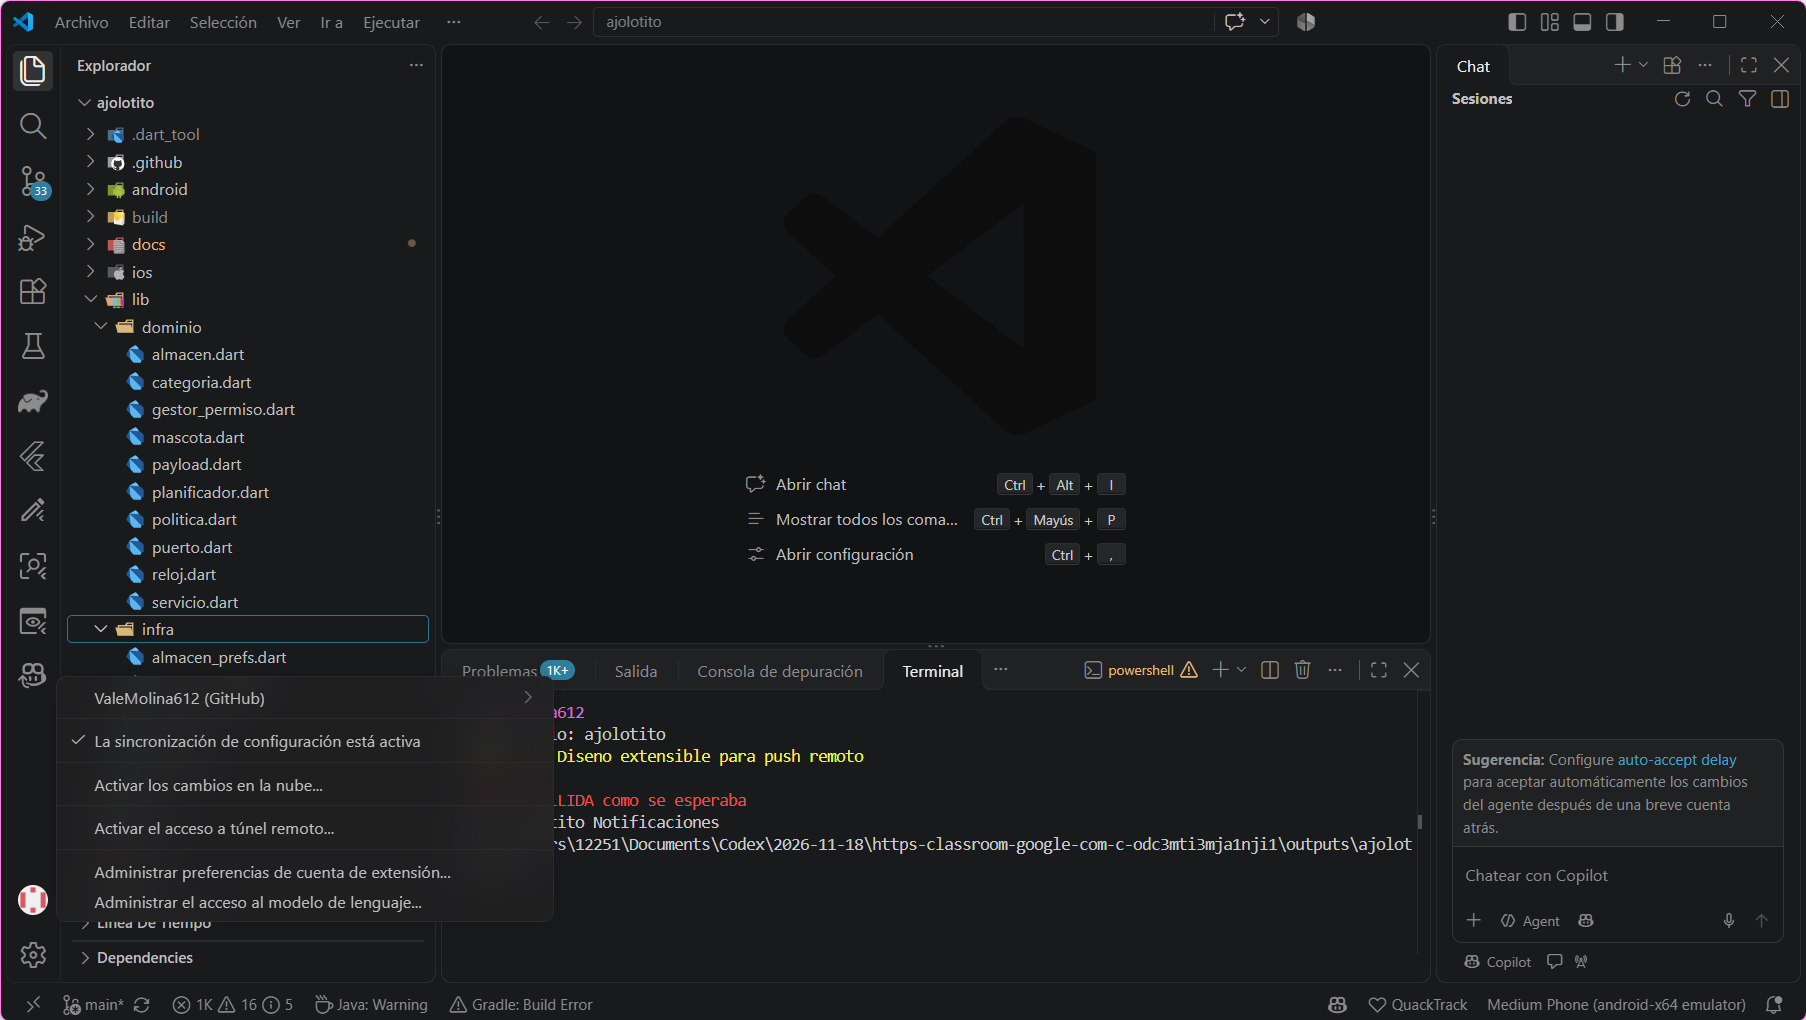 Archivo Editar Selección Ver Ir a Ejecutar ···
ajolotito
Explorador
ajolotito
.dart_tool
.github
android
build
docs
ios
lib
dominio
almacen.dart
categoria.dart
gestor_permiso.dart
mascota.dart
payload.dart
planificador.dart
politica.dart
puerto.dart
reloj.dart
servicio.dart
infra
almacen_prefs.dart
33
ValeMolina612 (GitHub)
La sincronización de configuración está activa
Activar los cambios en la nube...
Activar el acceso a túnel remoto...
Administrar preferencias de cuenta de extensión...
Administrar el acceso al modelo de lenguaje...
Línea De Tiempo
Dependencies
Abrir chat Ctrl + Alt + I
Mostrar todos los coma... Ctrl + Mayús + P
Abrir configuración Ctrl + ,
Problemas 1K+ Salida Consola de depuración Terminal ··· powershell
a612
o: ajolotito
Diseno extensible para push remoto
LLIDA como se esperaba
tito Notificaciones
rs\12251\Documents\Codex\2026-11-18\https-classroom-google-com-c-odc3mti3mja1nji1\outputs\ajolot
Chat
Sesiones
Sugerencia: Configure auto-accept delay
para aceptar automáticamente los cambios
del agente después de una breve cuenta
atrás.
Chatear con Copilot
Agent
Copilot
main* 1K 16 5 Java: Warning Gradle: Build Error QuackTrack Medium Phone (android-x64 emulator)